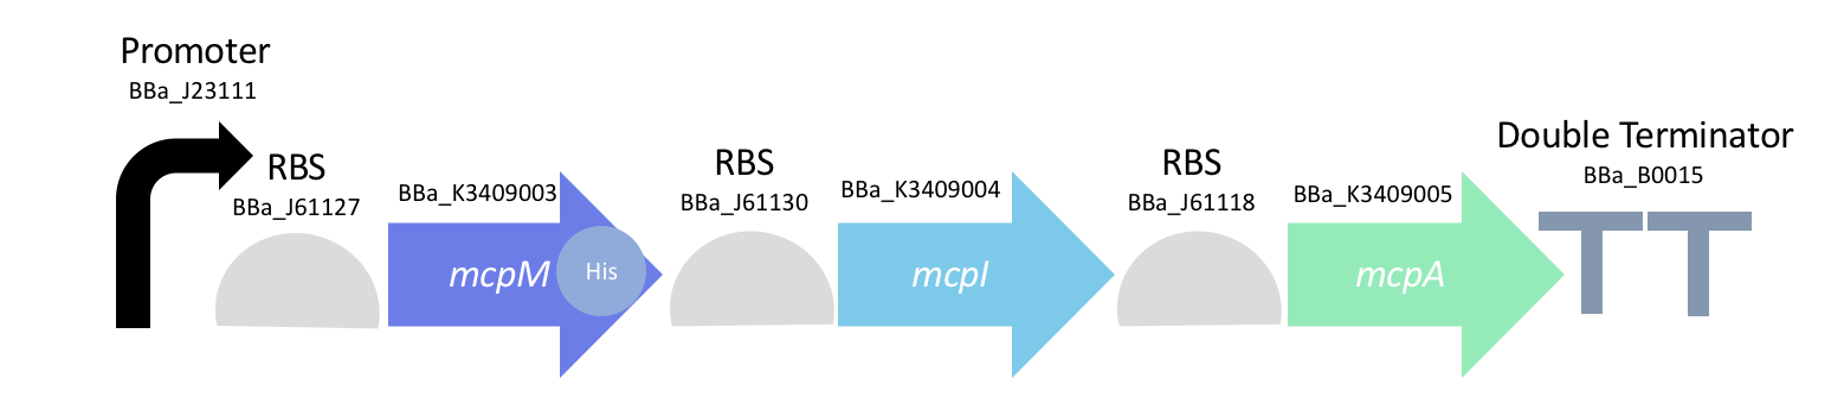 Promoter
BBa_J23111
RBS
BBa_J61127
BBa_K3409003
mcpM
His
RBS
BBa_J61130
BBa_K3409004
mcpI
RBS
BBa_J61118
BBa_K3409005
mcpA
Double Terminator
BBa_B0015